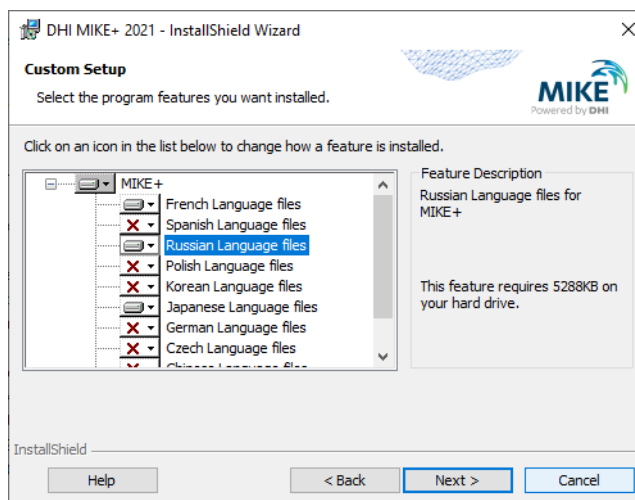 DHI MIKE+ 2021 - InstallShield Wizard
Custom Setup
Select the program features you want installed.
MIKE
Powered by DHI
Click on an icon in the list below to change how a feature is installed.
MIKE+
French Language files
Spanish Language files
Russian Language files
Polish Language files
Korean Language files
Japanese Language files
German Language files
Czech Language files
Chinese Language files
Feature Description
Russian Language files for
MIKE+
This feature requires 5288KB on
your hard drive.
InstallShield
Help
< Back
Next >
Cancel